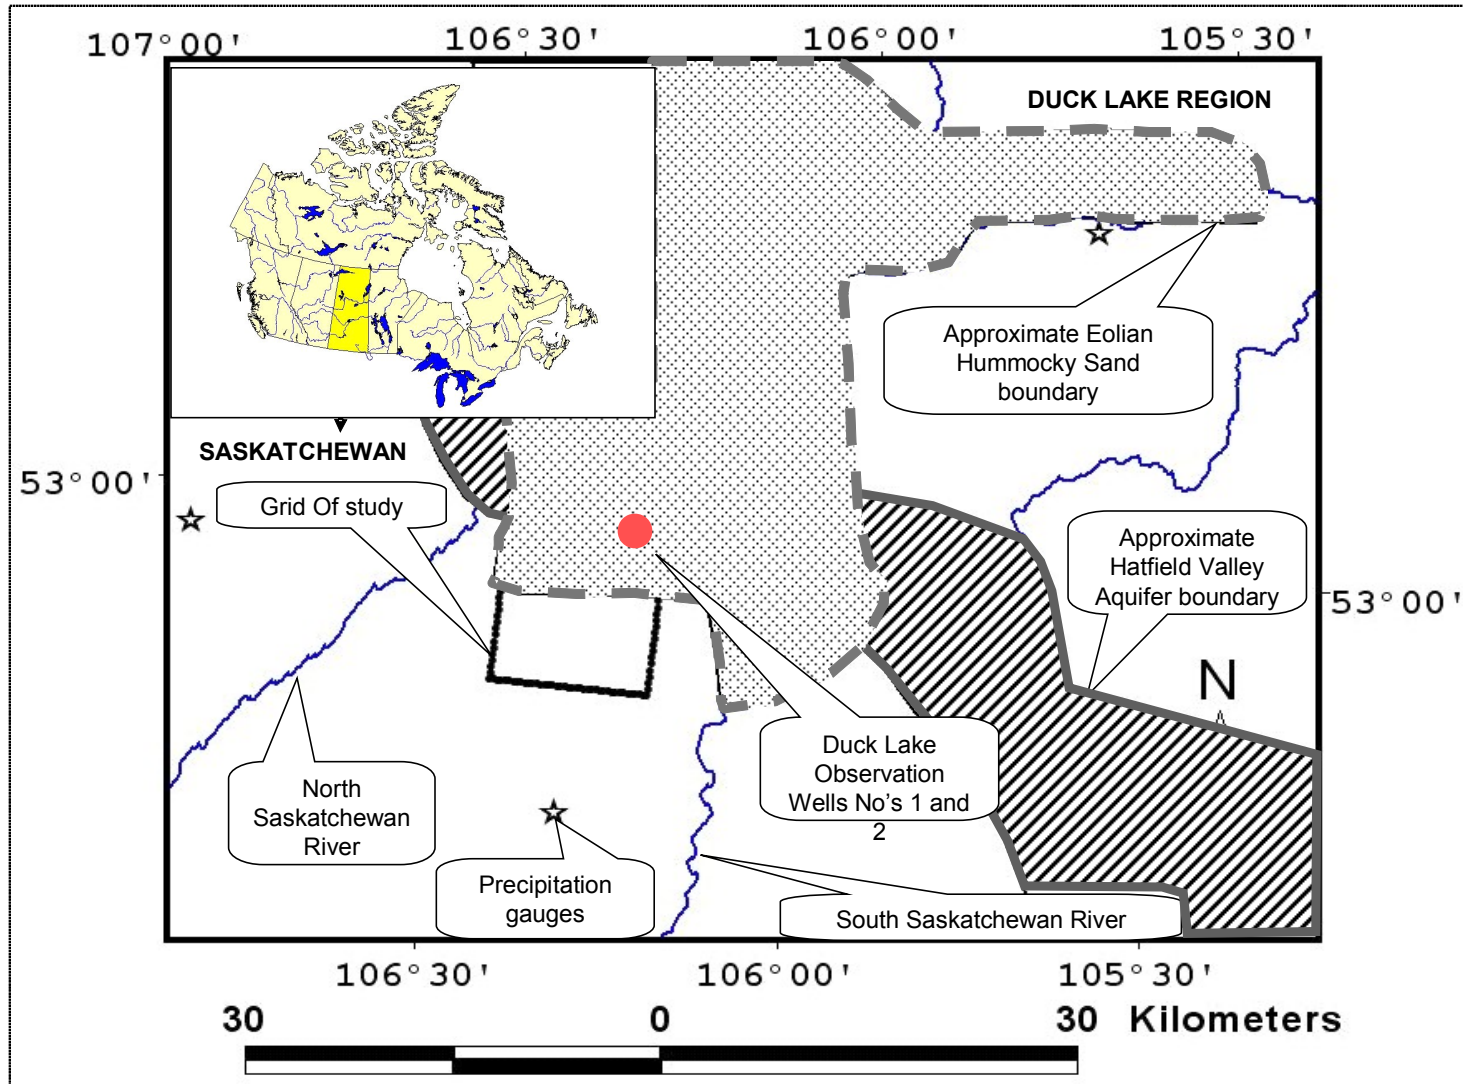 107°00'
106°30'
106°00'
105°30'
DUCK LAKE REGION
Approximate Eolian
Hummocky Sand
boundary
SASKATCHEWAN
53°00'
Grid Of study
Approximate
Hatfield Valley
Aquifer boundary
53°00'
N
Duck Lake
Observation
Wells No's 1 and
2
North
Saskatchewan
River
Precipitation
gauges
South Saskatchewan River
106°30'
106°00'
105°30'
30
0
30 Kilometers